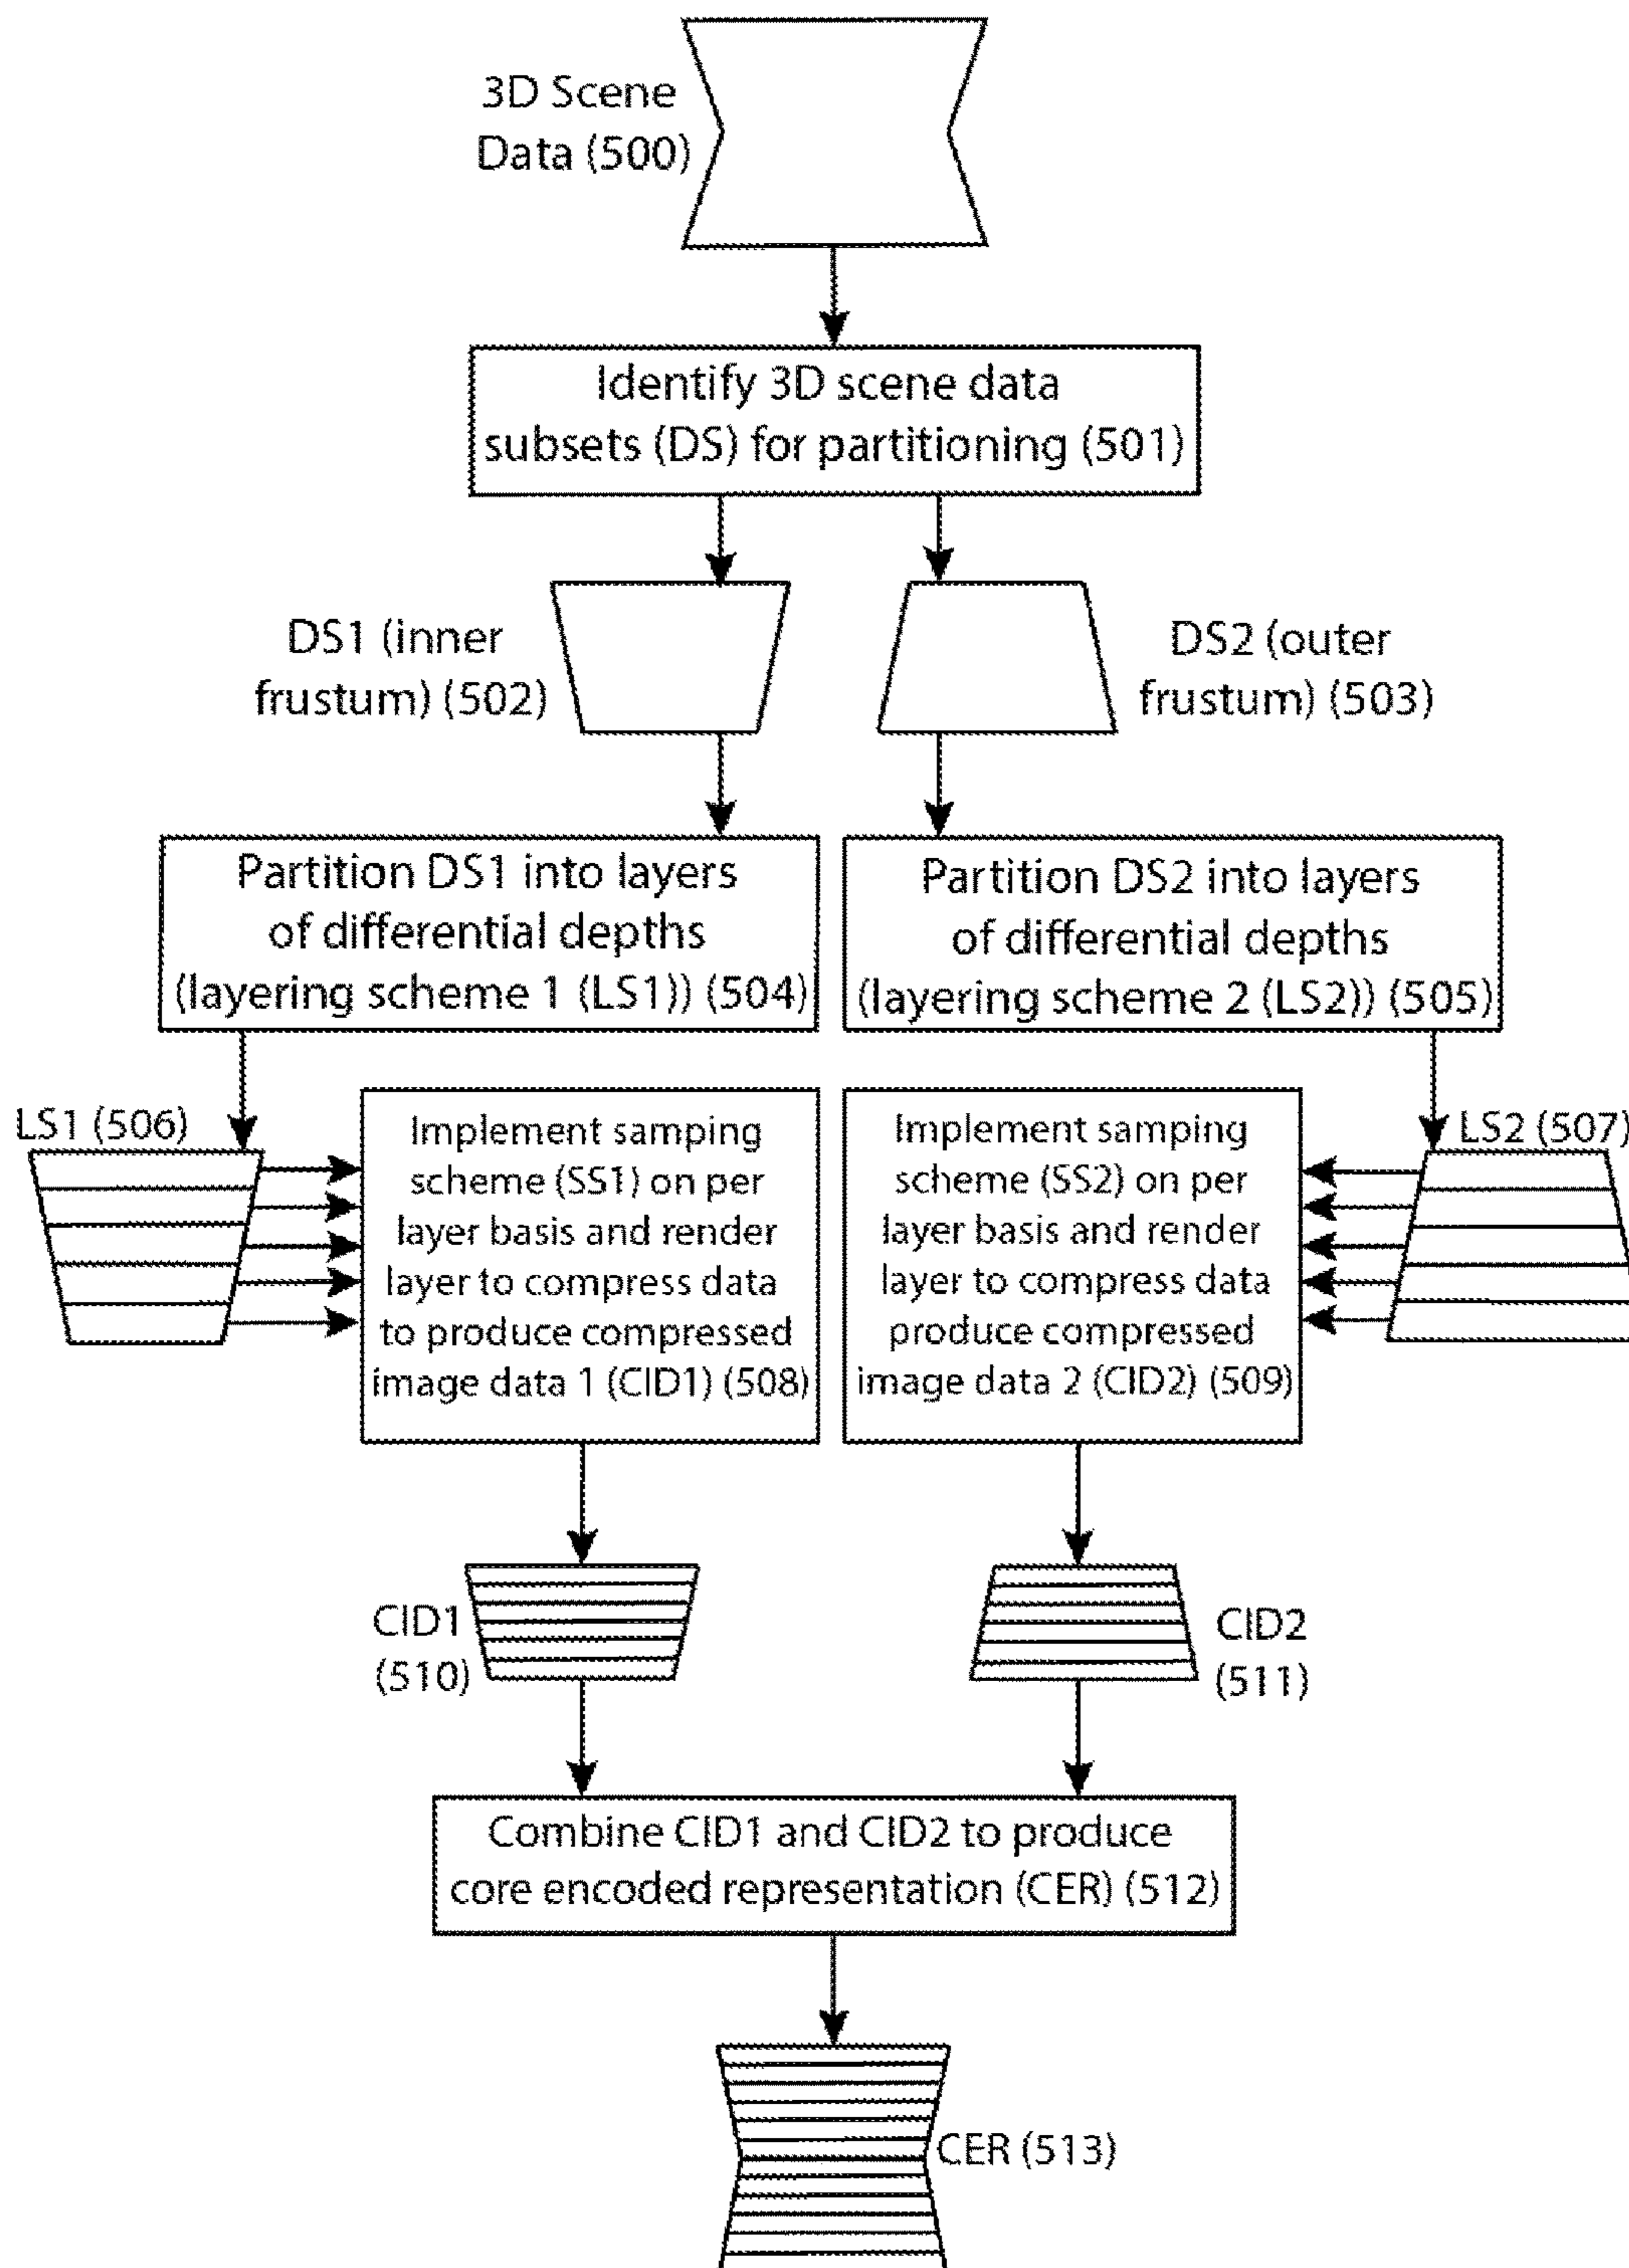 3D Scene
Data (500)
Identify 3D scene data
subsets (DS) for partitioning (501)
DS1 (inner
frustum) (502)
DS2 (outer
frustum) (503)
Partition DS1 into layers
of differential depths
(layering scheme 1 (LS1)) (504)
Partition DS2 into layers
of differential depths
(layering scheme 2 (LS2)) (505)
LS1 (506)
Implement samping
scheme (SS1) on per
layer basis and render
layer to compress data
to produce compressed
image data 1 (CID1) (508)
Implement samping
scheme (SS2) on per
layer basis and render
layer to compress data
produce compressed
image data 2 (CID2) (509)
LS2 (507)
CID1
(510)
CID2
(511)
Combine CID1 and CID2 to produce
core encoded representation (CER) (512)
CER (513)